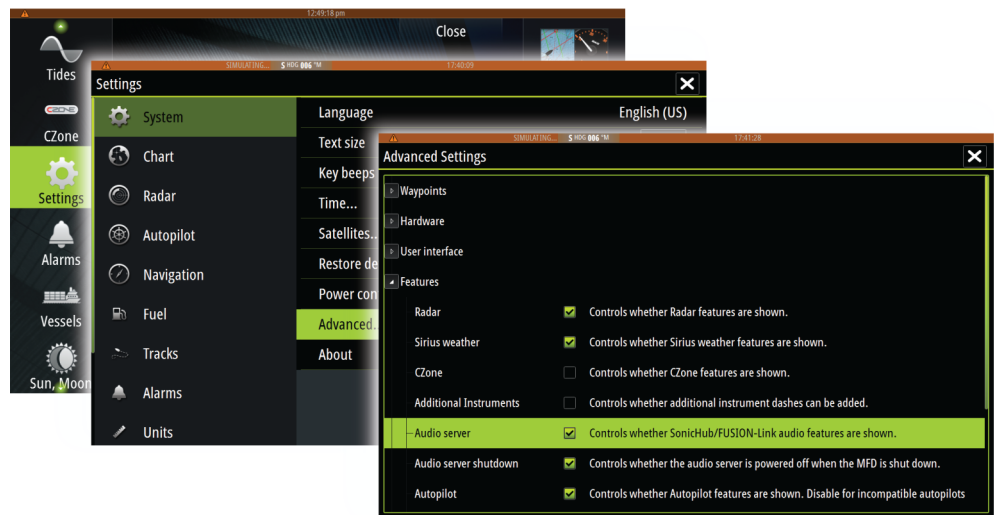 12:49:18 pm
Close
Tides
CZONE
CZone
Settings
Alarms
Vessels
Sun, Moon
SIMULATING... S HDG 006 °M 17:40:09
Settings
System
Chart
Radar
Autopilot
Navigation
Fuel
Tracks
Alarms
Units
Language English (US)
Text size
Key beeps
Time...
Satellites..
Restore de
Power con
Advanced..
About
SIMULATING... S HDG 006 °M 17:41:28
Advanced Settings
Waypoints
Hardware
User interface
Features
Radar Controls whether Radar features are shown.
Sirius weather Controls whether Sirius weather features are shown.
CZone Controls whether CZone features are shown.
Additional Instruments Controls whether additional instrument dashes can be added.
Audio server Controls whether SonicHub/FUSION-Link audio features are shown.
Audio server shutdown Controls whether the audio server is powered off when the MFD is shut down.
Autopilot Controls whether Autopilot features are shown. Disable for incompatible autopilots